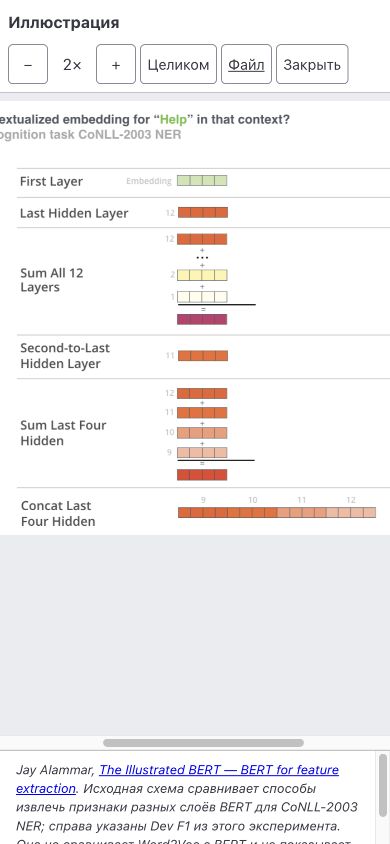 Иллюстрация
− 2× + Целиком Файл Закрыть
extualized embedding for “Help” in that context?
ognition task CoNLL-2003 NER
First Layer Embedding
Last Hidden Layer 12
12
+
...
+
Sum All 12
Layers
2
+
1
=
Second-to-Last
Hidden Layer
11
12
+
11
+
Sum Last Four
Hidden
10
+
9
=
9 10 11 12
Concat Last
Four Hidden
Jay Alammar, The Illustrated BERT — BERT for feature
extraction. Исходная схема сравнивает способы
извлечь признаки разных слоёв BERT для CoNLL-2003
NER; справа указаны Dev F1 из этого эксперимента.